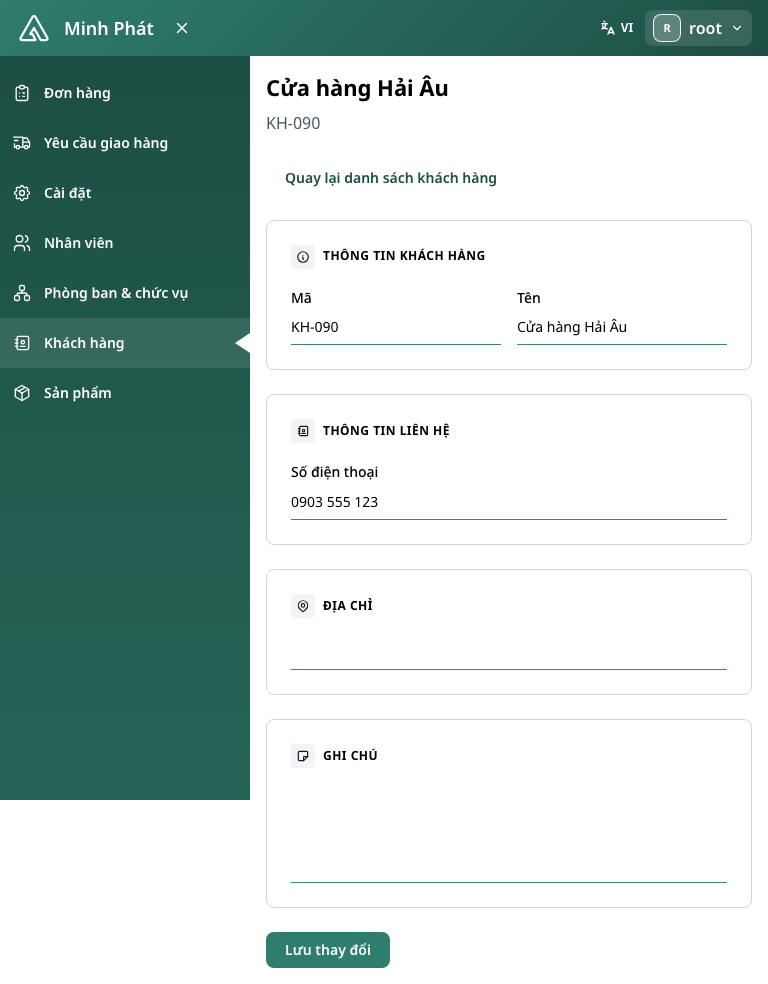 Minh Phát
VI
R
root
Đơn hàng
Yêu cầu giao hàng
Cài đặt
Nhân viên
Phòng ban & chức vụ
Khách hàng
Sản phẩm
Cửa hàng Hải Âu
KH-090
Quay lại danh sách khách hàng
THÔNG TIN KHÁCH HÀNG
Mã
Tên
KH-090
Cửa hàng Hải Âu
THÔNG TIN LIÊN HỆ
Số điện thoại
0903 555 123
ĐỊA CHỈ
GHI CHÚ
Lưu thay đổi